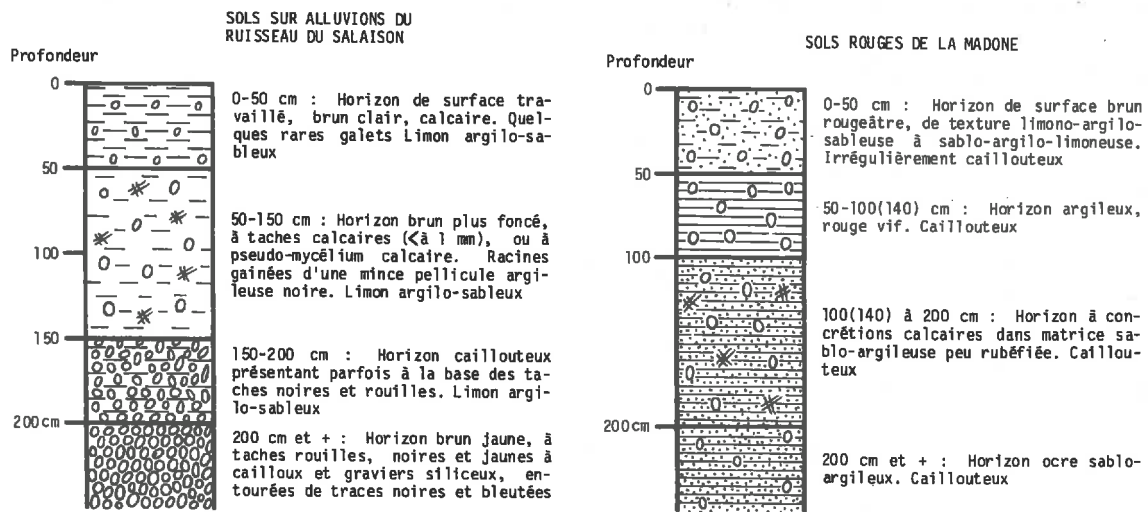 SOLS SUR ALLUVIONS DU
RUISSEAU DU SALAISON
Profondeur
0
50
100
150
200cm
0-50 cm : Horizon de surface tra-
vaillé, brun clair, calcaire. Quel-
ques rares galets Limon argilo-sa-
bleux
50-150 cm : Horizon brun plus foncé,
à taches calcaires (<à 1 mm), ou à
pseudo-mycélium calcaire. Racines
gainées d'une mince pellicule argi-
leuse noire. Limon argilo-sableux
150-200 cm : Horizon caillouteux
présentant parfois à la base des ta-
ches noires et rouilles. Limon argi-
lo-sableux
200 cm et + : Horizon brun jaune, à
taches rouilles, noires et jaunes à
cailloux et graviers siliceux, en-
tourées de traces noires et bleutées
SOLS ROUGES DE LA MADONE
Profondeur
0
50
100
200cm
0-50 cm : Horizon de surface brun
rougeâtre, de texture limono-argilo-
sableuse à sablo-argilo-limoneuse.
Irrégulièrement caillouteux
50-100(140) cm : Horizon argileux,
rouge vif. Caillouteux
100(140) à 200 cm : Horizon à con-
crétions calcaires dans matrice sa-
blo-argileuse peu rubéfiée. Caillou-
teux
200 cm et + : Horizon ocre sablo-
argileux. Caillouteux